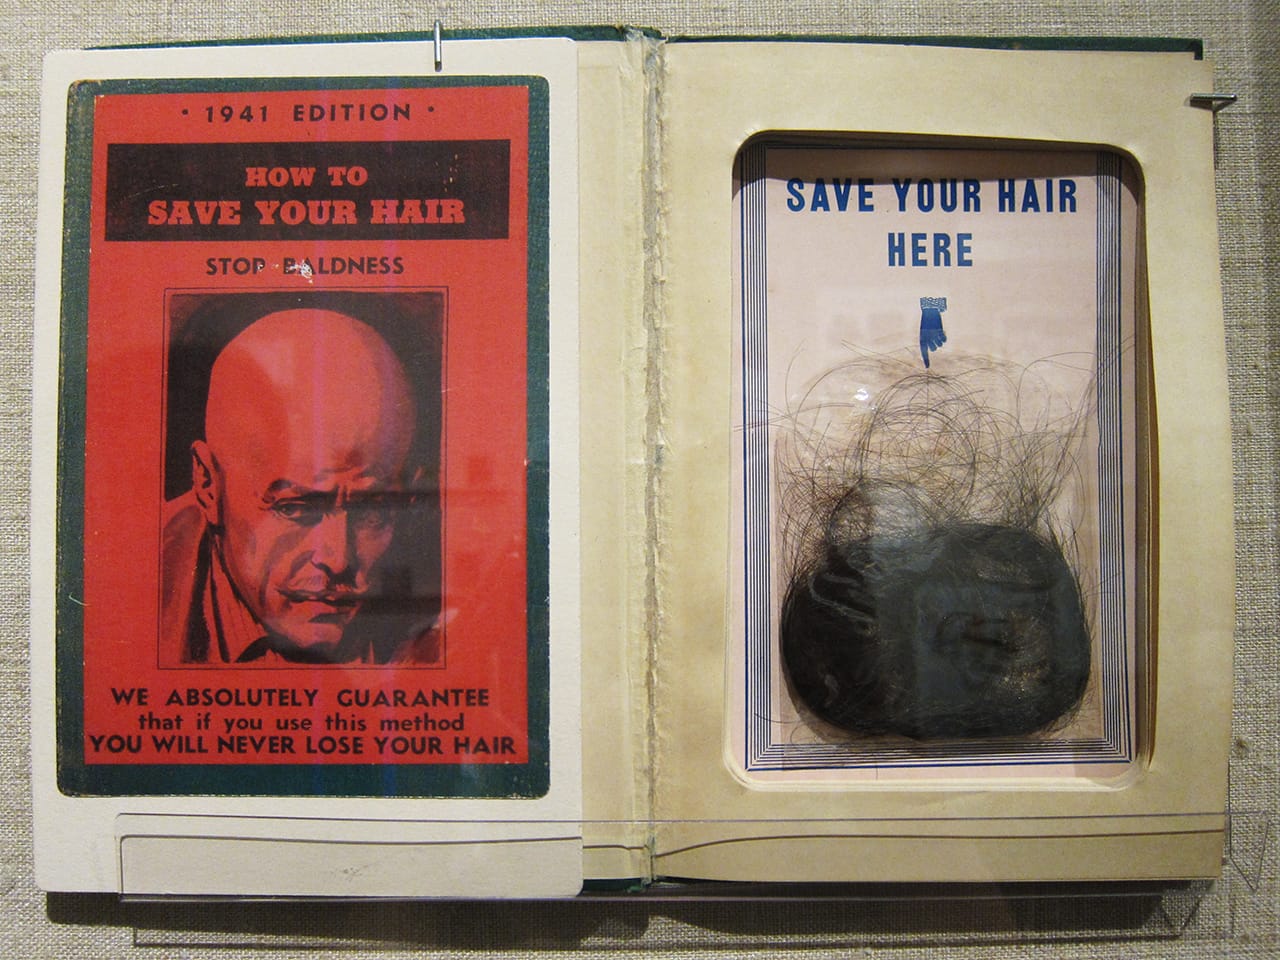 · 1941 EDITION ·
HOW TO
SAVE YOUR HAIR
STOP BALDNESS
WE ABSOLUTELY GUARANTEE
that if you use this method
YOU WILL NEVER LOSE YOUR HAIR
SAVE YOUR HAIR
HERE